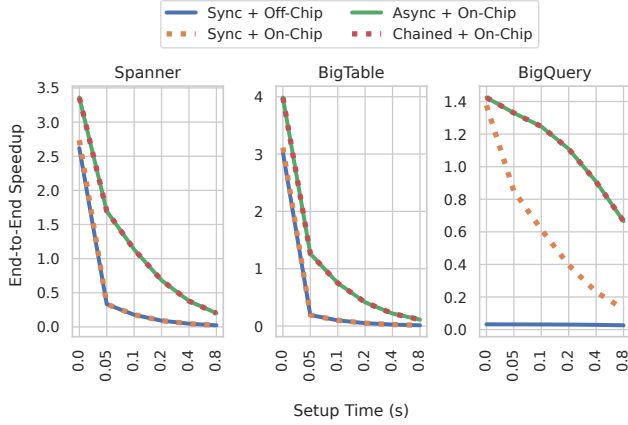 Sync + Off-Chip
Sync + On-Chip
Async + On-Chip
Chained + On-Chip
Spanner
BigTable
BigQuery
End-to-End Speedup
3.5
3.0
2.5
2.0
1.5
1.0
0.5
0.0
4
3
2
1
0
1.4
1.2
1.0
0.8
0.6
0.4
0.2
0.0
0.0 0.05 0.1 0.2 0.4 0.8
0.0 0.05 0.1 0.2 0.4 0.8
0.0 0.05 0.1 0.2 0.4 0.8
Setup Time (s)